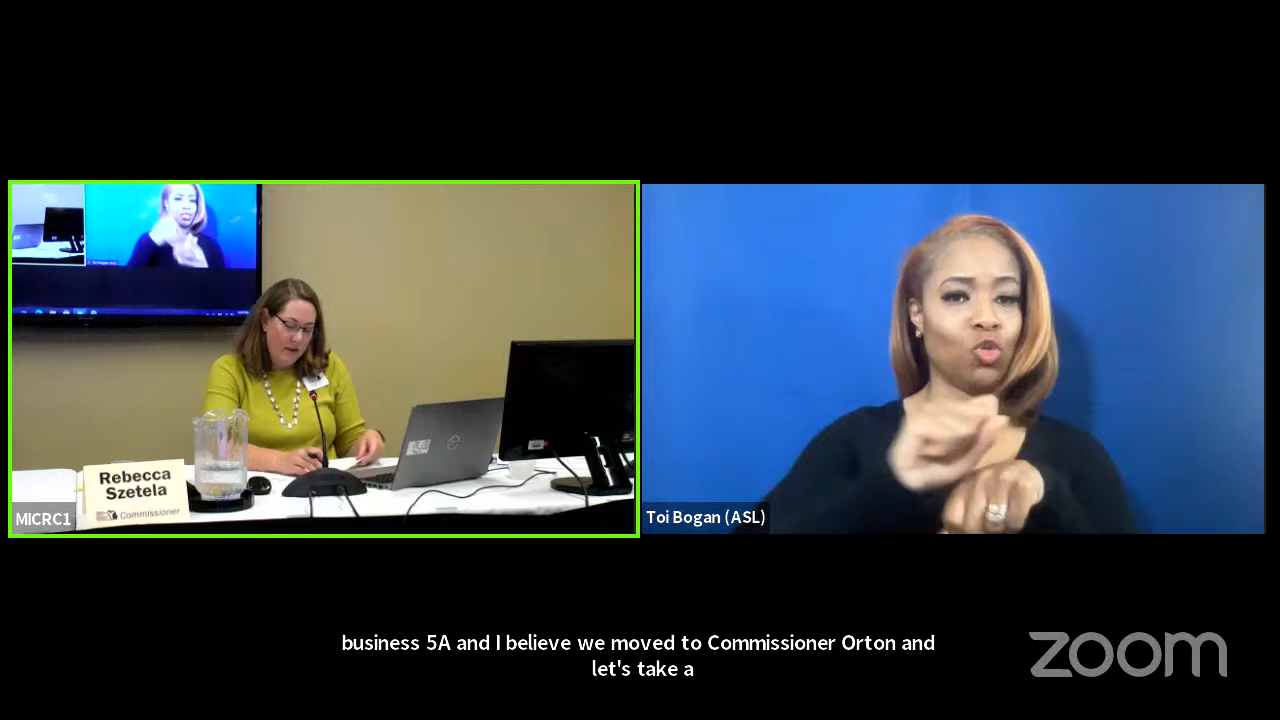 Rebecca
Szetela
Commissioner
MICRC1
Toi Bogan (ASL)
business 5A and I believe we moved to Commissioner Orton and
let's take a
zoom